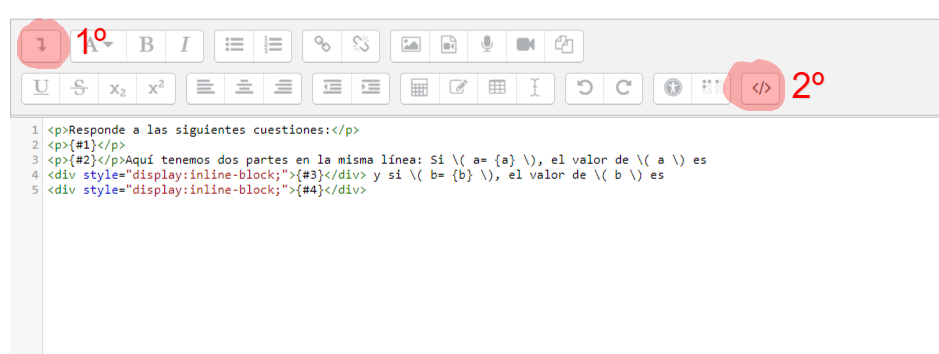 1º A B I
U S x₂ x² </> 2º
1 <p>Responde a las siguientes cuestiones:</p>
2 <p>{#1}</p>
3 <p>{#2}</p>Aquí tenemos dos partes en la misma línea: Si \( a= {a} \), el valor de \( a \) es
4 <div style="display:inline-block;">{#3}</div> y si \( b= {b} \), el valor de \( b \) es
5 <div style="display:inline-block;">{#4}</div>